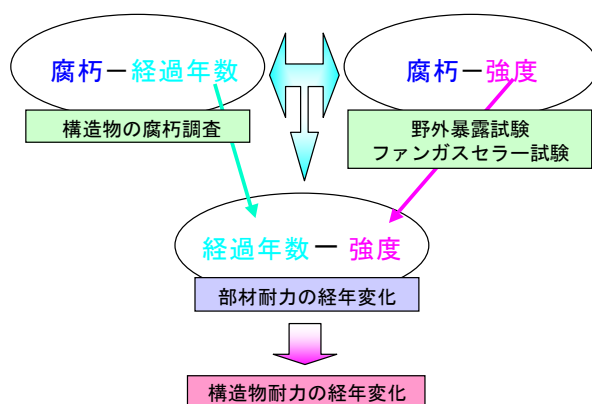 腐朽－経過年数
腐朽－強度
構造物の腐朽調査
野外暴露試験
ファンガスセラー試験
経過年数－強度
部材耐力の経年変化
構造物耐力の経年変化